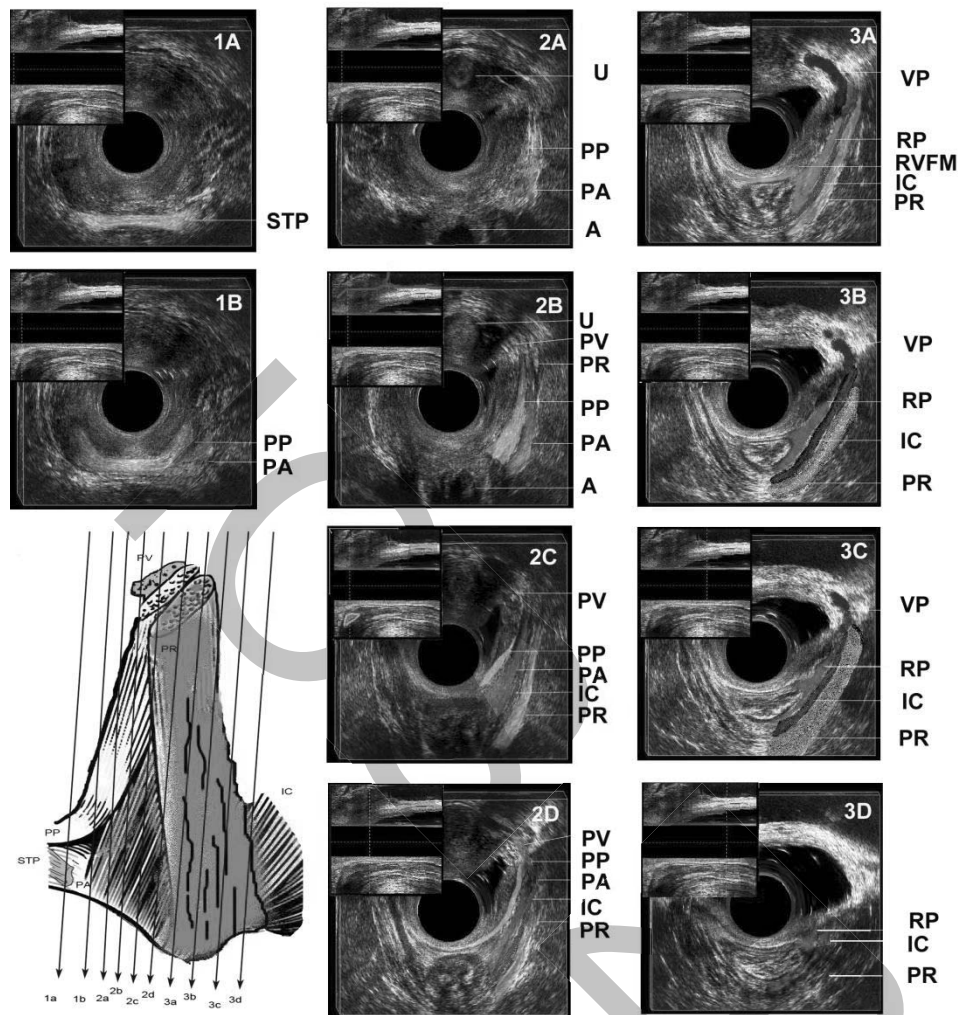 1A
STP
2A
U
PP
PA
A
3A
VP
RP
RVFM
IC
PR
1B
PP
PA
2B
U
PV
PR
PP
PA
A
3B
VP
RP
IC
PR
2C
PV
PP
PA
IC
PR
3C
VP
RP
IC
PR
PV
PR
IC
PP
STP
PA
1a
1b
2a
2b
2c
2d
3a
3b
3c
3d
2D
PV
PP
PA
IC
PR
3D
RP
IC
PR